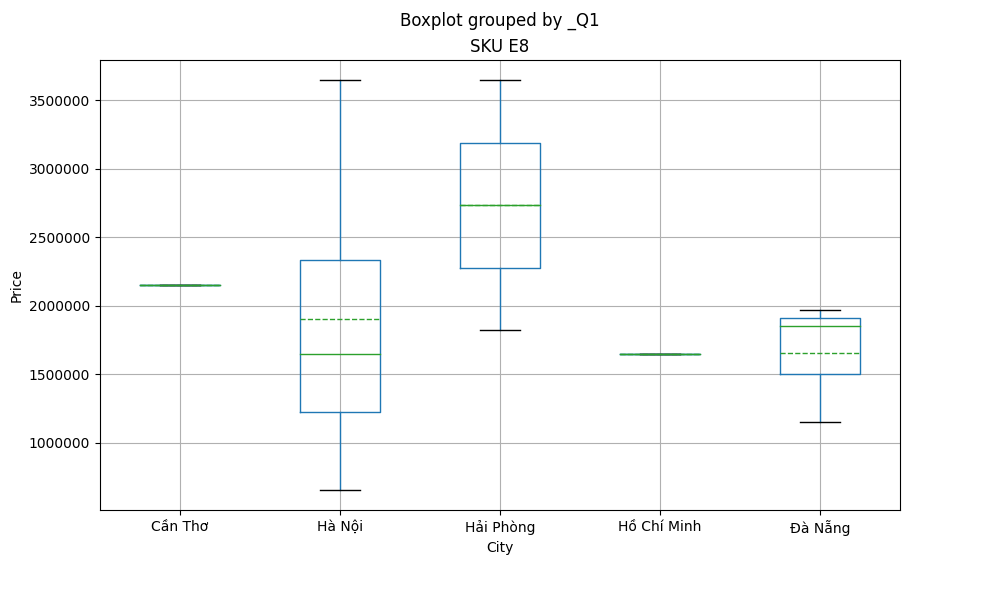 Boxplot grouped by _Q1
SKU E8
3500000
3000000
2500000
2000000
1500000
1000000
Price
Cần Thơ
Hà Nội
Hải Phòng
Hồ Chí Minh
Đà Nẵng
City